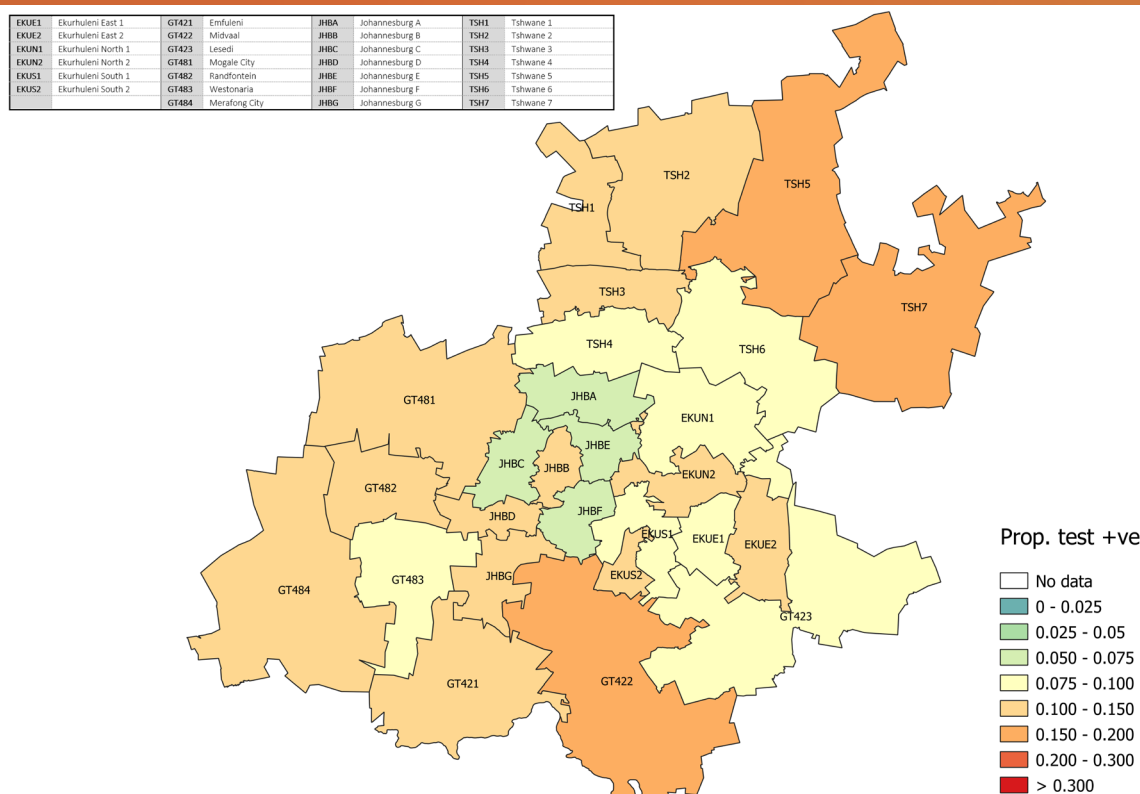 EKUE1 Ekurhuleni East 1 GT421 Emfuleni JHBA Johannesburg A TSH1 Tshwane 1
EKUE2 Ekurhuleni East 2 GT422 Midvaal JHBB Johannesburg B TSH2 Tshwane 2
EKUN1 Ekurhuleni North 1 GT423 Lesedi JHBC Johannesburg C TSH3 Tshwane 3
EKUN2 Ekurhuleni North 2 GT481 Mogale City JHBD Johannesburg D TSH4 Tshwane 4
EKUS1 Ekurhuleni South 1 GT482 Randfontein JHBE Johannesburg E TSH5 Tshwane 5
EKUS2 Ekurhuleni South 2 GT483 Westonaria JHBF Johannesburg F TSH6 Tshwane 6
GT484 Merafong City JHBG Johannesburg G TSH7 Tshwane 7
TSH2
TSH5
TSH1
TSH3
TSH7
TSH4
TSH6
JHBA
GT481
EKUN1
JHBE
JHBC
JHBB
EKUN2
GT482
JHBF
JHBD
EKUS1
EKUE1
EKUE2
JHBG
EKUS2
GT483
GT484
GT423
GT421
GT422
Prop. test +ve
No data
0 - 0.025
0.025 - 0.05
0.050 - 0.075
0.075 - 0.100
0.100 - 0.150
0.150 - 0.200
0.200 - 0.300
> 0.300